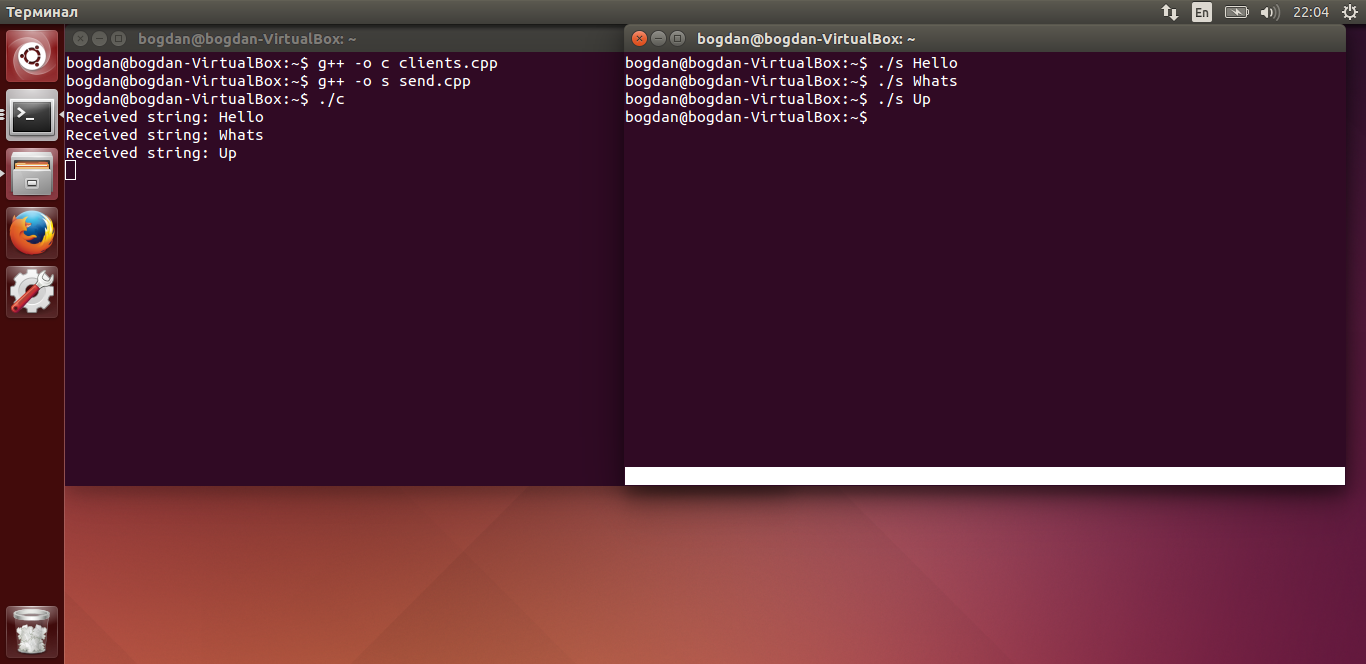 Терминал
En
22:04
bogdan@bogdan-VirtualBox: ~
bogdan@bogdan-VirtualBox:~$ g++ -o c clients.cpp
bogdan@bogdan-VirtualBox:~$ g++ -o s send.cpp
bogdan@bogdan-VirtualBox:~$ ./c
Received string: Hello
Received string: Whats
Received string: Up
bogdan@bogdan-VirtualBox: ~
bogdan@bogdan-VirtualBox:~$ ./s Hello
bogdan@bogdan-VirtualBox:~$ ./s Whats
bogdan@bogdan-VirtualBox:~$ ./s Up
bogdan@bogdan-VirtualBox:~$